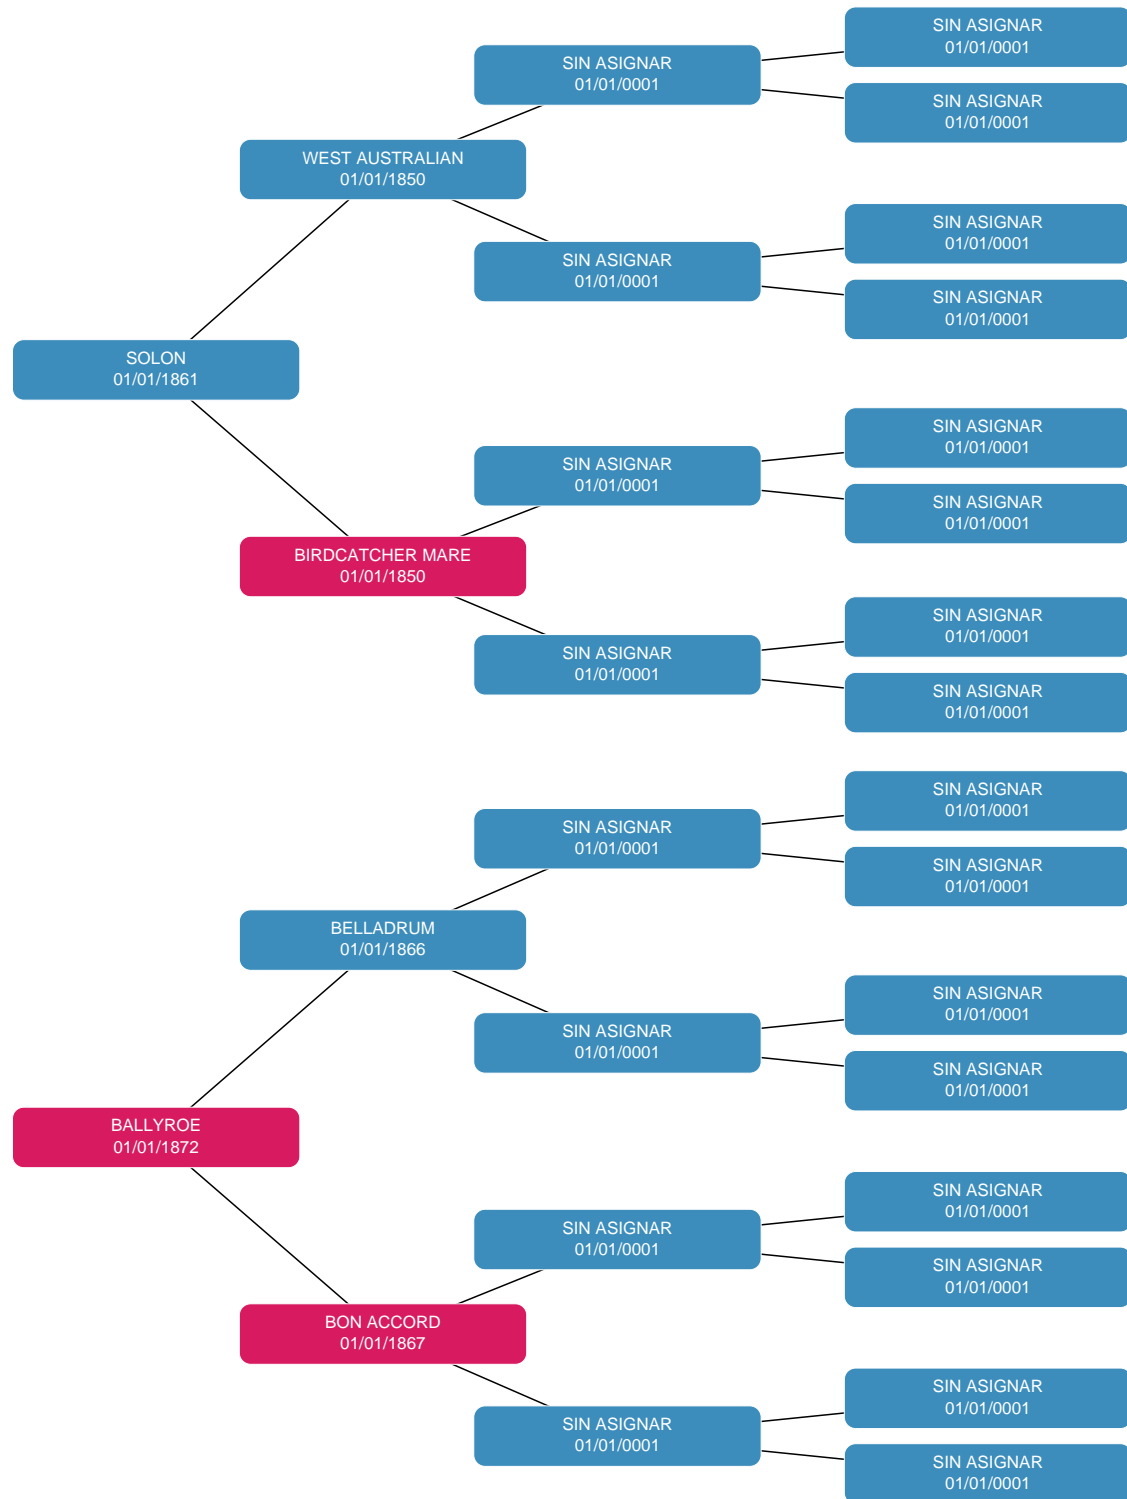 SIN ASIGNAR
01/01/0001
SIN ASIGNAR
01/01/0001
SIN ASIGNAR
01/01/0001
WEST AUSTRALIAN
01/01/1850
SIN ASIGNAR
01/01/0001
SIN ASIGNAR
01/01/0001
SIN ASIGNAR
01/01/0001
SOLON
01/01/1861
SIN ASIGNAR
01/01/0001
SIN ASIGNAR
01/01/0001
SIN ASIGNAR
01/01/0001
BIRDCATCHER MARE
01/01/1850
SIN ASIGNAR
01/01/0001
SIN ASIGNAR
01/01/0001
SIN ASIGNAR
01/01/0001
SIN ASIGNAR
01/01/0001
SIN ASIGNAR
01/01/0001
SIN ASIGNAR
01/01/0001
BELLADRUM
01/01/1866
SIN ASIGNAR
01/01/0001
SIN ASIGNAR
01/01/0001
SIN ASIGNAR
01/01/0001
BALLYROE
01/01/1872
SIN ASIGNAR
01/01/0001
SIN ASIGNAR
01/01/0001
SIN ASIGNAR
01/01/0001
BON ACCORD
01/01/1867
SIN ASIGNAR
01/01/0001
SIN ASIGNAR
01/01/0001
SIN ASIGNAR
01/01/0001